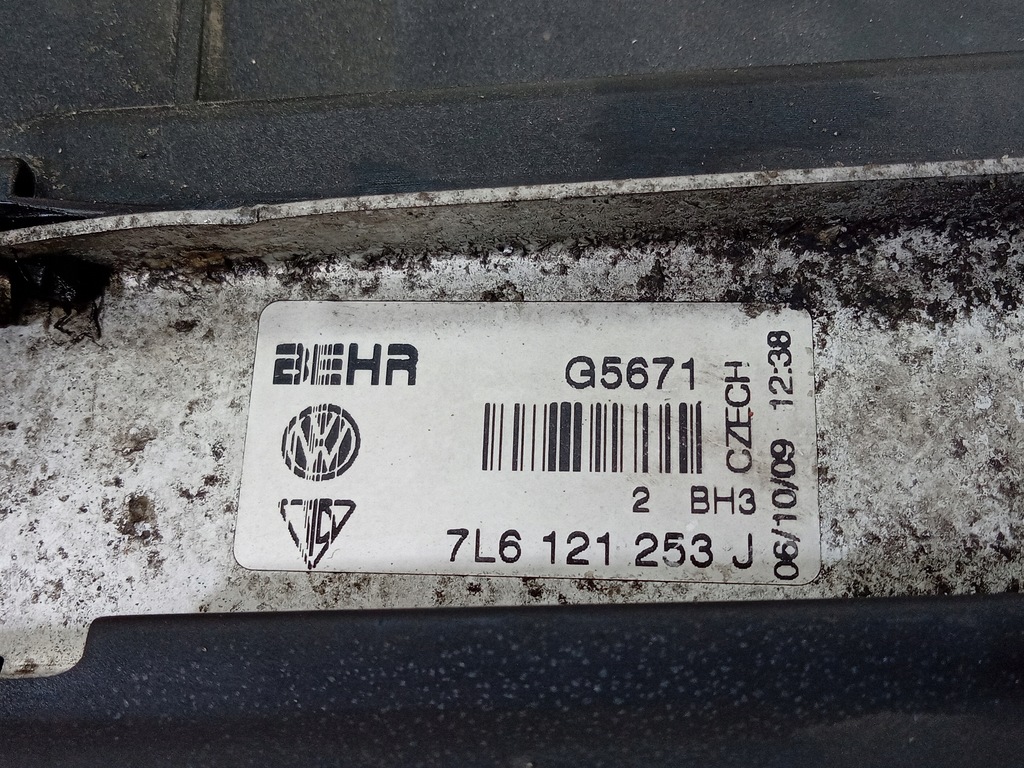 BEHR
G5671
2 BH3
7L6 121 253 J
CZECH
06/10/09 12:38